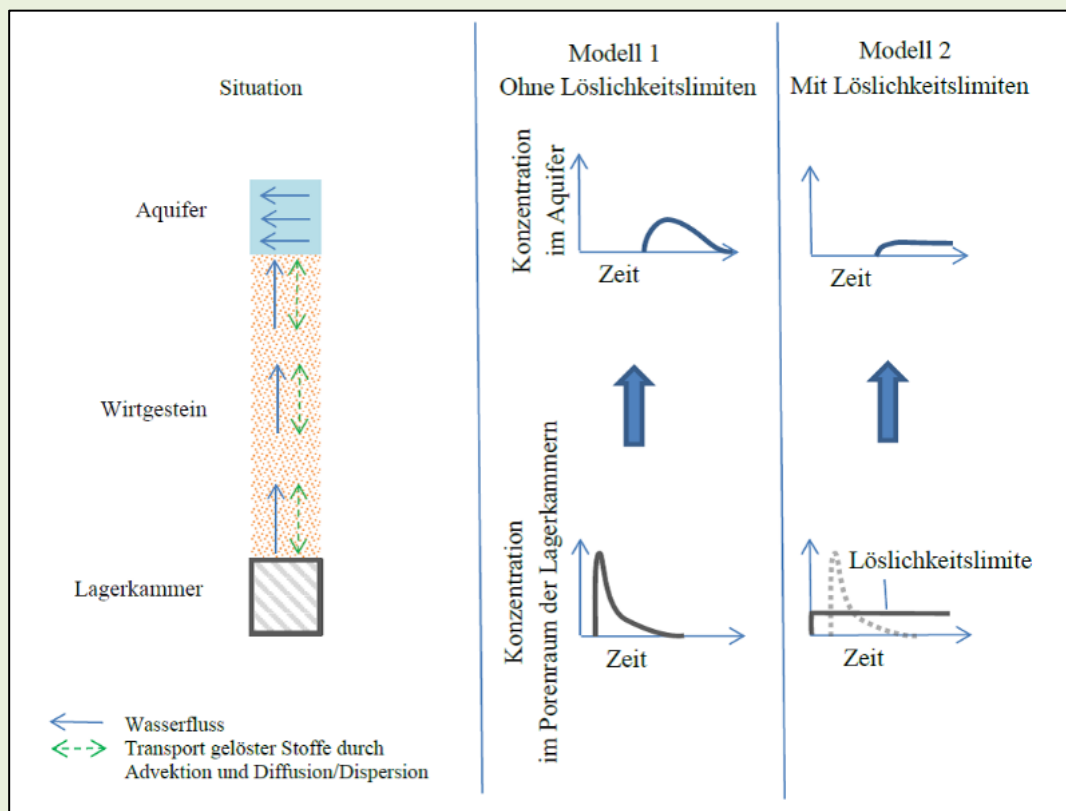 Situation
Aquifer
Wirtgestein
Lagerkammer
Wasserfluss
Transport gelöster Stoffe durch
Advektion und Diffusion/Dispersion
Modell 1
Ohne Löslichkeitslimiten
Konzentration
im Aquifer
Zeit
Konzentration
im Porenraum der Lagerkammern
Zeit
Modell 2
Mit Löslichkeitslimiten
Zeit
Löslichkeitslimite
Zeit